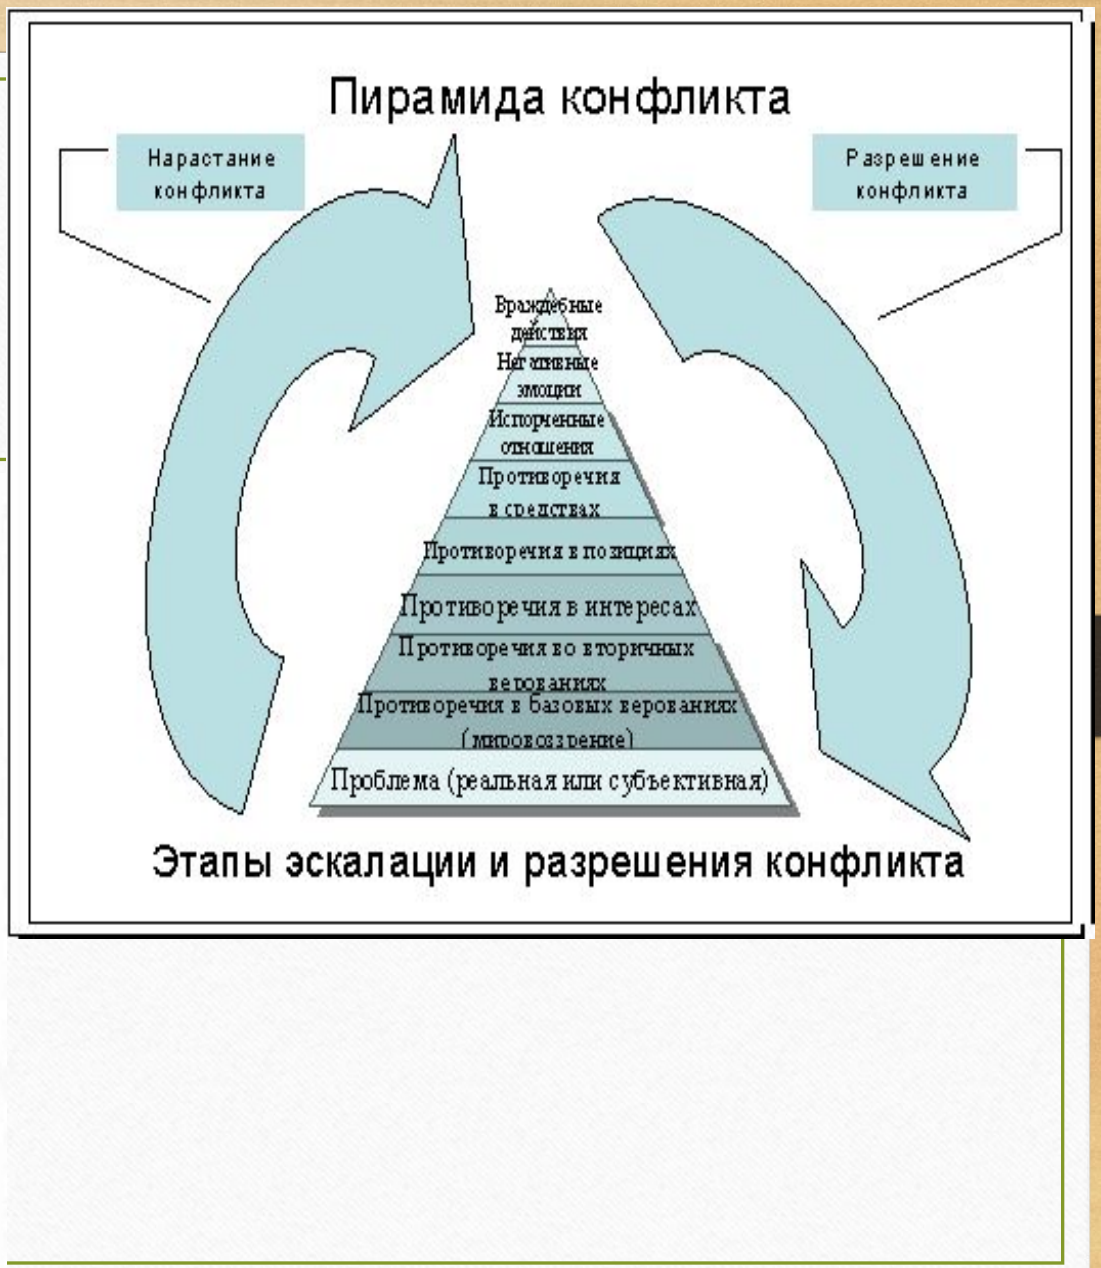 Пирамида конфликта
Нарастание
конфликта
Разрешение
конфликта
Враждебные
действия
Негативные
эмоции
Испорченные
отношения
Противоречия
в средствах
Противоречия в позициях
Противоречия в интересах
Противоречия во вторичных
верованиях
Противоречия в базовых верованиях
(мировоззрение)
Проблема (реальная или субъективная)
Этапы эскалации и разрешения конфликта